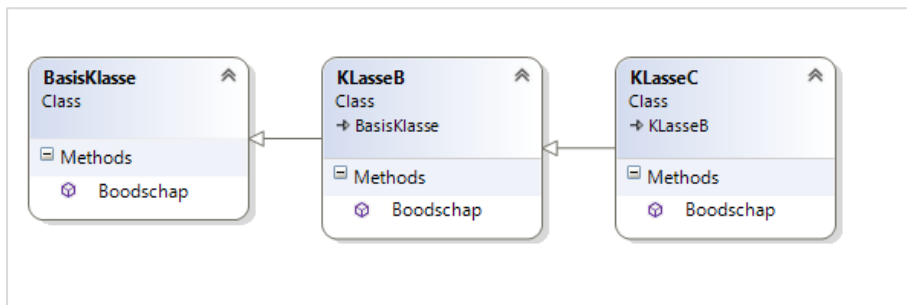 BasisKlasse
Class
Methods
Boodschap
KLasseB
Class
BasisKlasse
Methods
Boodschap
KLasseC
Class
KLasseB
Methods
Boodschap